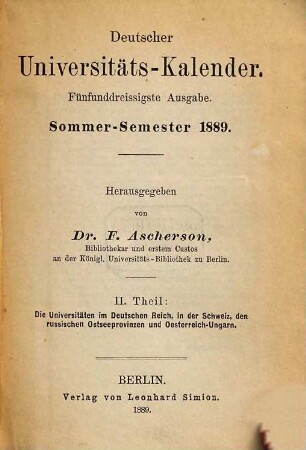 Deutscher
Universitäts-Kalender.
Fünfunddreissigste Ausgabe.
Sommer-Semester 1889.
Herausgegeben
von
Dr. F. Ascherson,
Bibliothekar und erstem Custos
an der Königl. Universitäts-Bibliothek zu Berlin.
II. Theil:
Die Universitäten im Deutschen Reich, in der Schweiz, den
russischen Ostseeprovinzen und Oesterreich-Ungarn.
BERLIN.
Verlag von Leonhard Simion.
1889.